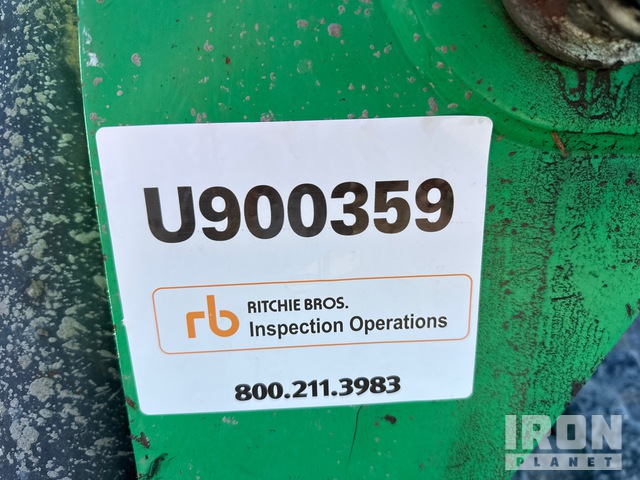 U900359
rb RITCHIE BROS.
Inspection Operations
800.211.3983
IRON
PLANET